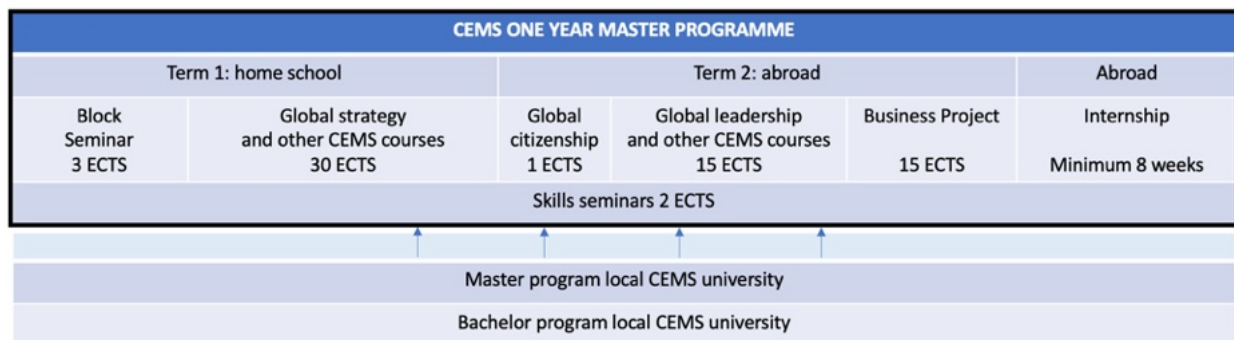 CEMS ONE YEAR MASTER PROGRAMME
Term 1: home school
Term 2: abroad
Abroad
Block
Seminar
3 ECTS
Global strategy
and other CEMS courses
30 ECTS
Global
citizenship
1 ECTS
Global leadership
and other CEMS courses
15 ECTS
Business Project
15 ECTS
Internship
Minimum 8 weeks
Skills seminars 2 ECTS
Master program local CEMS university
Bachelor program local CEMS university